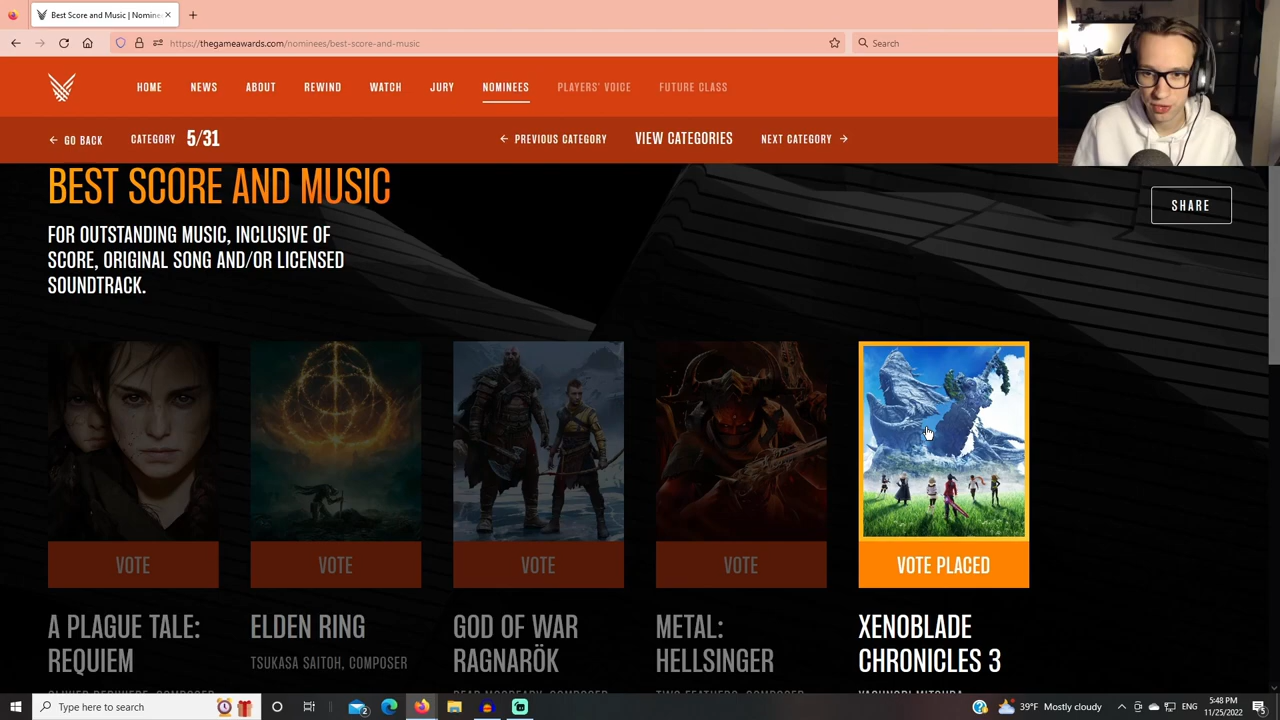 Best Score and Music | Nomine
https://thegameawards.com/nominees/best-score-and-music
Search
HOME
NEWS
ABOUT
REWIND
WATCH
JURY
NOMINEES
PLAYERS' VOICE
FUTURE CLASS
GO BACK
CATEGORY 5/31
PREVIOUS CATEGORY
VIEW CATEGORIES
NEXT CATEGORY
BEST SCORE AND MUSIC
SHARE
FOR OUTSTANDING MUSIC, INCLUSIVE OF
SCORE, ORIGINAL SONG AND/OR LICENSED
SOUNDTRACK.
VOTE
VOTE
VOTE
VOTE
VOTE PLACED
A PLAGUE TALE:
REQUIEM
ELDEN RING
TSUKASA SAITOH, COMPOSER
GOD OF WAR
RAGNARÖK
METAL:
HELLSINGER
XENOBLADE
CHRONICLES 3
Type here to search
2
39°F Mostly cloudy
ENG
5:48 PM
11/25/2022
5